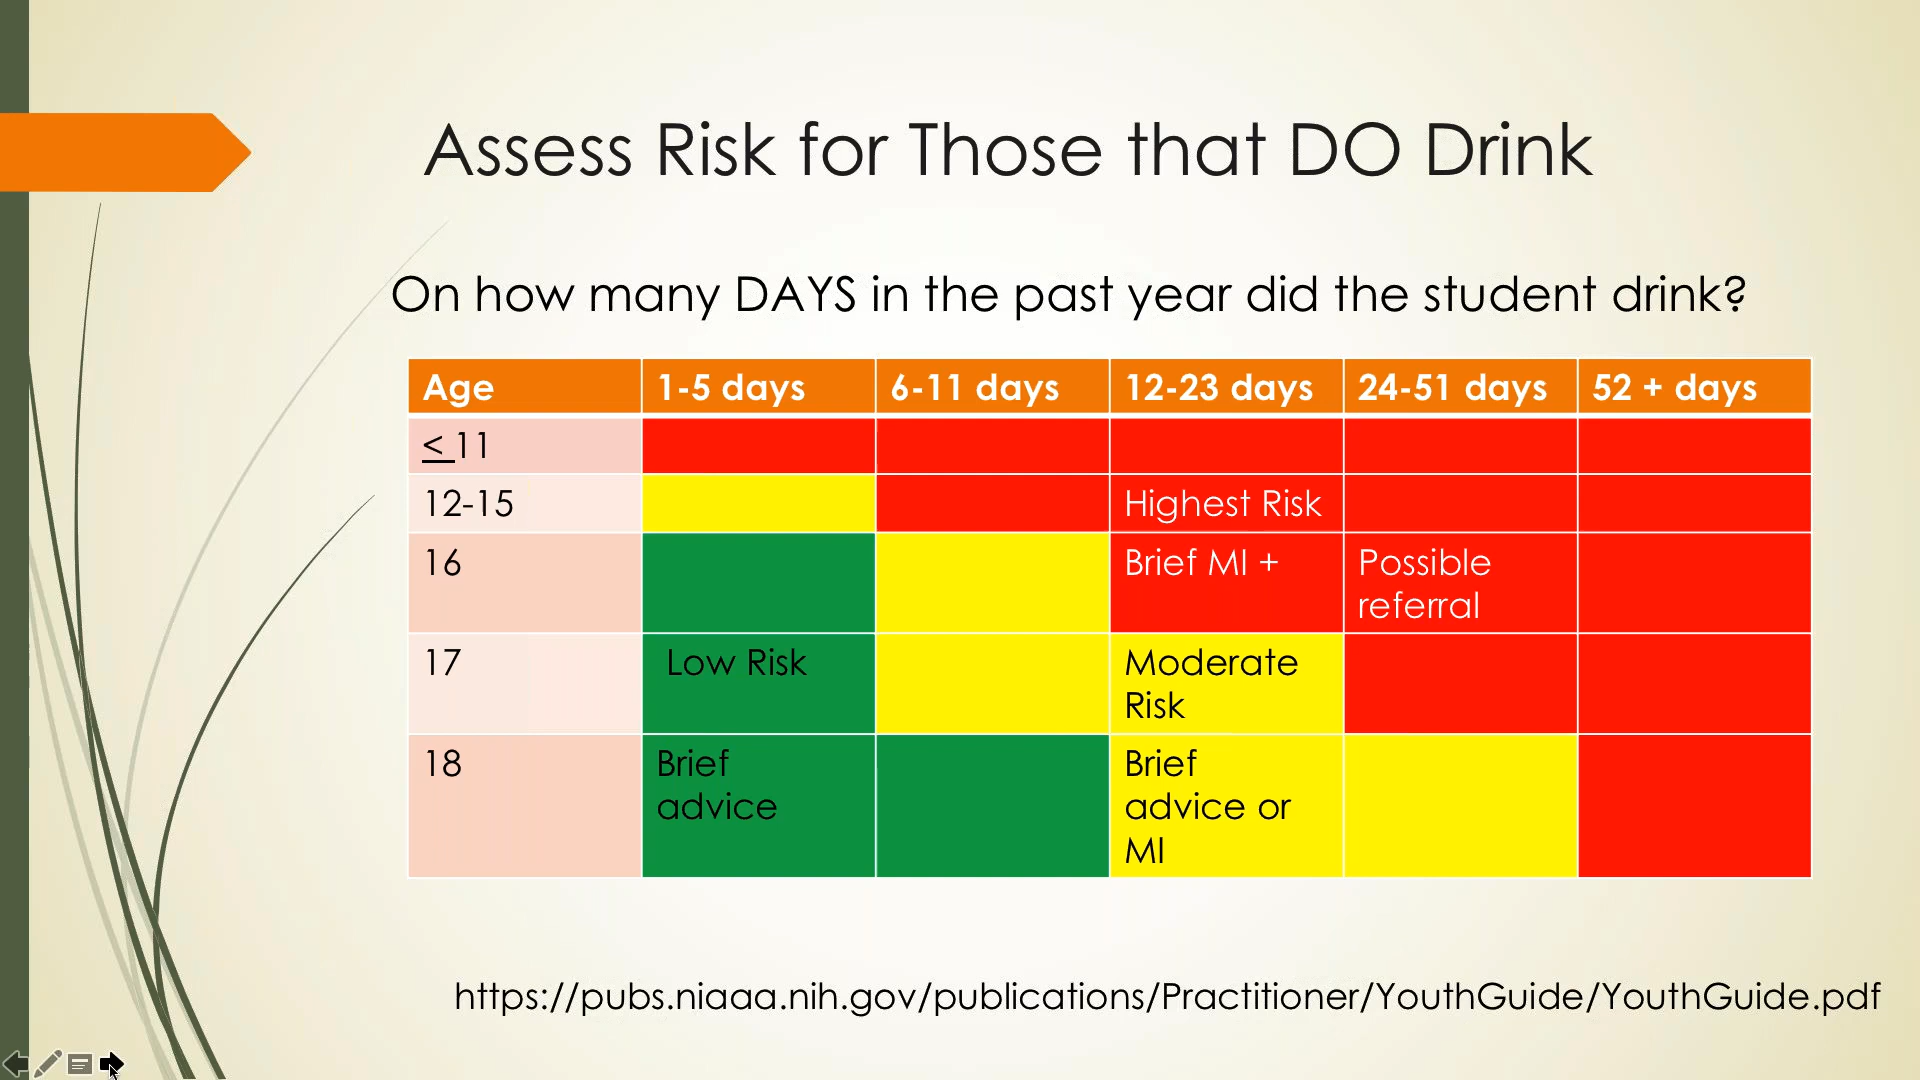 Assess Risk for Those that DO Drink
On how many DAYS in the past year did the student drink?
Age 1-5 days 6-11 days 12-23 days 24-51 days 52 + days
< 11
12-15 Highest Risk
16 Brief MI + Possible
referral
17 Low Risk Moderate
Risk
18 Brief Brief
advice advice or
MI
https://pubs.niaaa.nih.gov/publications/Practitioner/YouthGuide/YouthGuide.pdf